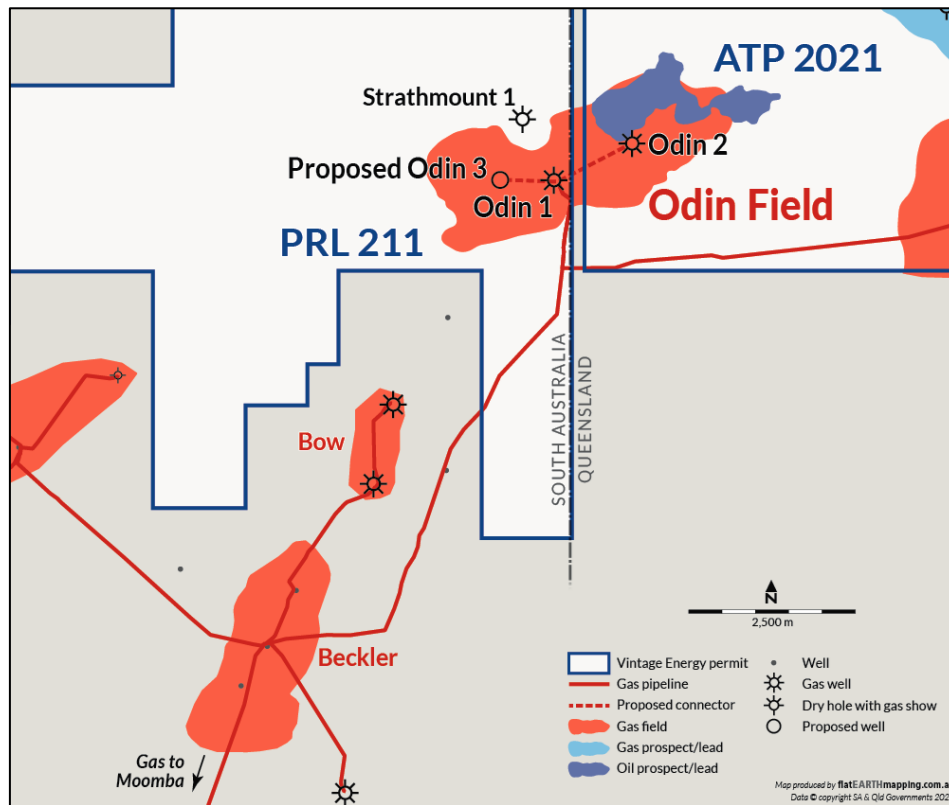 ATP 2021
Strathmount 1
Odin 2
Proposed Odin 3
Odin 1
Odin Field
PRL 211
SOUTH AUSTRALIA
QUEENSLAND
Bow
N
2,500 m
Beckler
Vintage Energy permit
Gas pipeline
Proposed connector
Gas field
Gas prospect/lead
Oil prospect/lead
Well
Gas well
Dry hole with gas show
Proposed well
Gas to
Moomba
Map produced by flatEARTHmapping.com.a
Data © copyright SA & Qld Governments